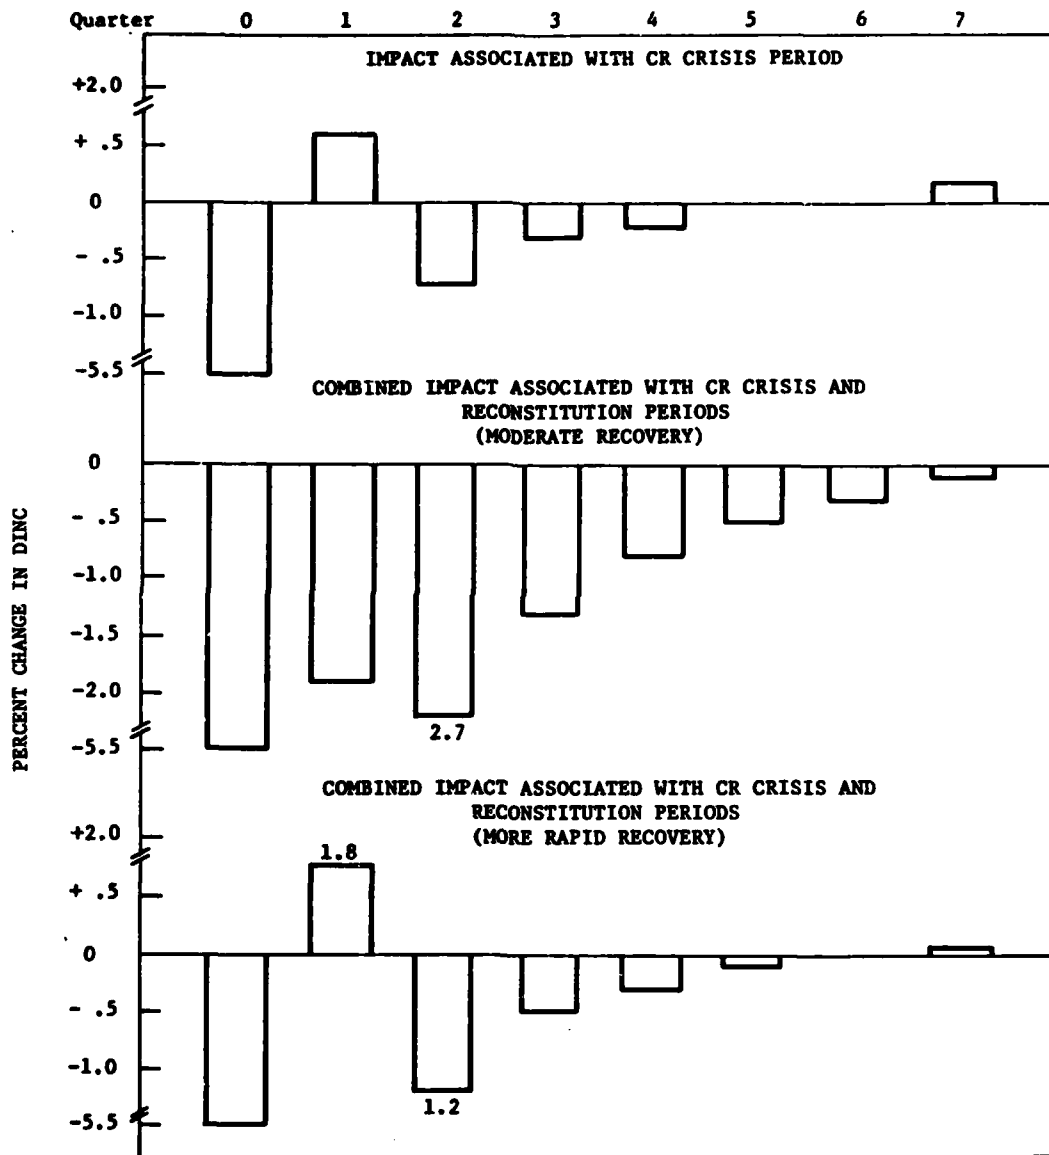 Quarter 0 1 2 3 4 5 6 7
IMPACT ASSOCIATED WITH CR CRISIS PERIOD
+2.0
+ .5
0
- .5
-1.0
-5.5
COMBINED IMPACT ASSOCIATED WITH CR CRISIS AND
RECONSTITUTION PERIODS
(MODERATE RECOVERY)
0
- .5
-1.0
-1.5
-2.0
2.7
-5.5
PERCENT CHANGE IN DINC
COMBINED IMPACT ASSOCIATED WITH CR CRISIS AND
RECONSTITUTION PERIODS
(MORE RAPID RECOVERY)
+2.0
1.8
+ .5
0
- .5
-1.0
1.2
-5.5